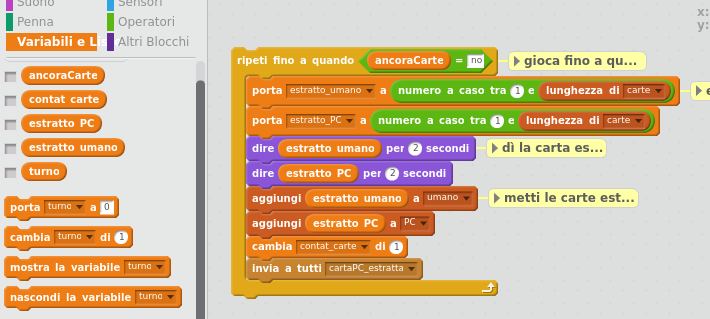 Suono
Sensori
x:
Penna
Operatori
y:
Variabili e L
Altri Blocchi
ancoraCarte
contat carte
estratto PC
estratto umano
turno
porta turno a 0
cambia turno di 1
mostra la variabile turno
nascondi la variabile turno
ripeti fino a quando ancoraCarte = no
gioca fino a qu...
porta estratto_umano a numero a caso tra 1 e lunghezza di carte
e
porta estratto_PC a numero a caso tra 1 e lunghezza di carte
dire estratto umano per 2 secondi
dì la carta es...
dire estratto PC per 2 secondi
aggiungi estratto umano a umano
metti le carte est...
aggiungi estratto PC a PC
cambia contat_carte di 1
invia a tutti cartaPC_estratta